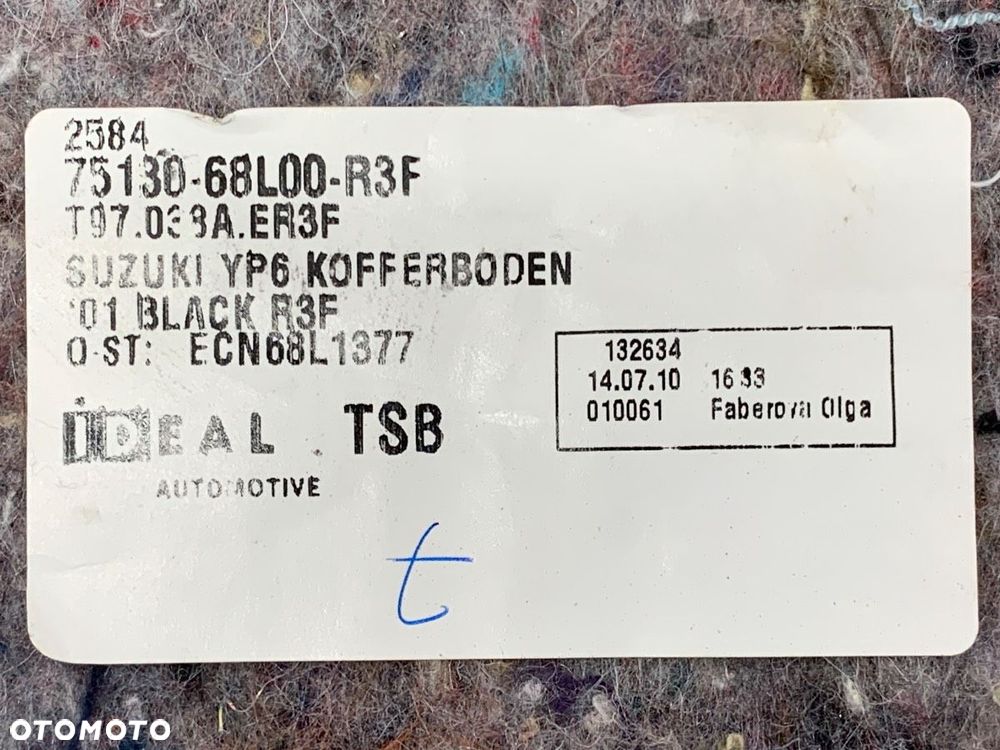 2584
75130-68L00-R3F
T97.038A.ER3F
SUZUKI YP6 KOFFERBODEN
'01 BLACK R3F
O-ST: ECN68L1377
iDEAL TSB
AUTOMOTIVE
132634
14.07.10 16:33
010061 Faberova Olga
t
OTOMOTO